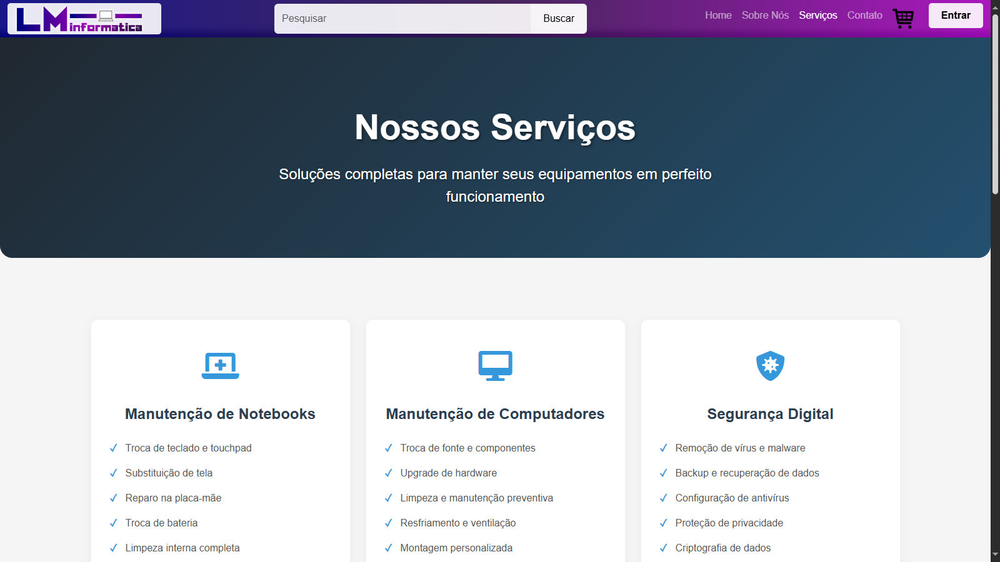 LM informatica
Pesquisar
Buscar
Home
Sobre Nós
Serviços
Contato
Entrar
Nossos Serviços
Soluções completas para manter seus equipamentos em perfeito
funcionamento
Manutenção de Notebooks
Troca de teclado e touchpad
Substituição de tela
Reparo na placa-mãe
Troca de bateria
Limpeza interna completa
Manutenção de Computadores
Troca de fonte e componentes
Upgrade de hardware
Limpeza e manutenção preventiva
Resfriamento e ventilação
Montagem personalizada
Segurança Digital
Remoção de vírus e malware
Backup e recuperação de dados
Configuração de antivírus
Proteção de privacidade
Criptografia de dados